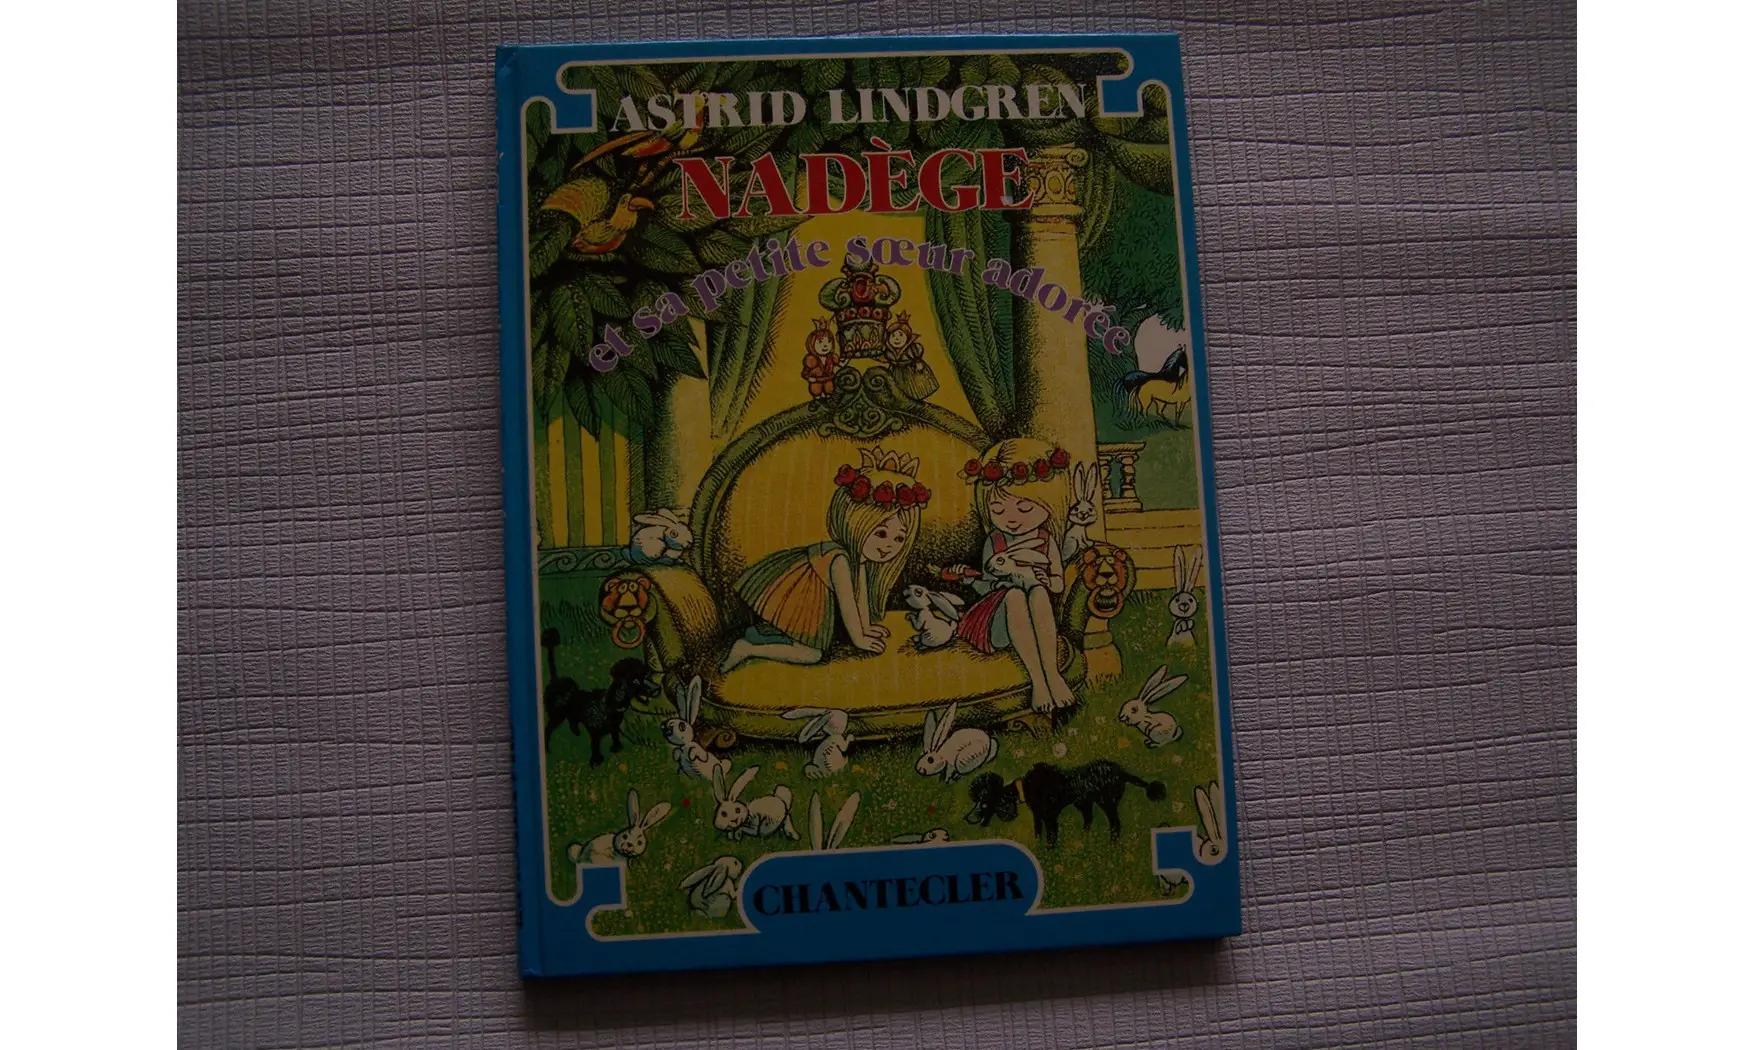 ASTRID LINDGREN
NADÈGE
et sa petite sœur adorée
CHANTECLER